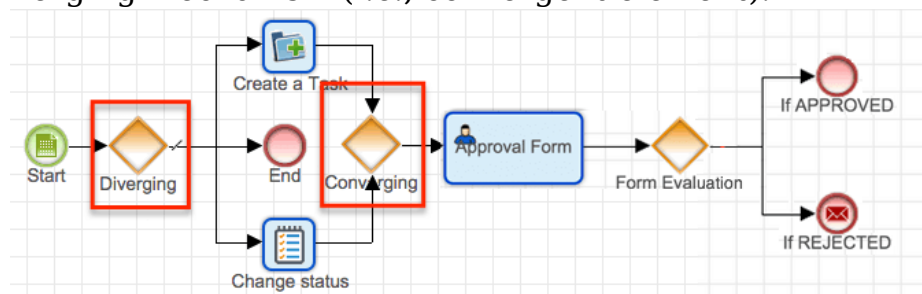 Create a Task
If APPROVED
Start
Diverging
End
Converging
Approval Form
Form Evaluation
If REJECTED
Change status